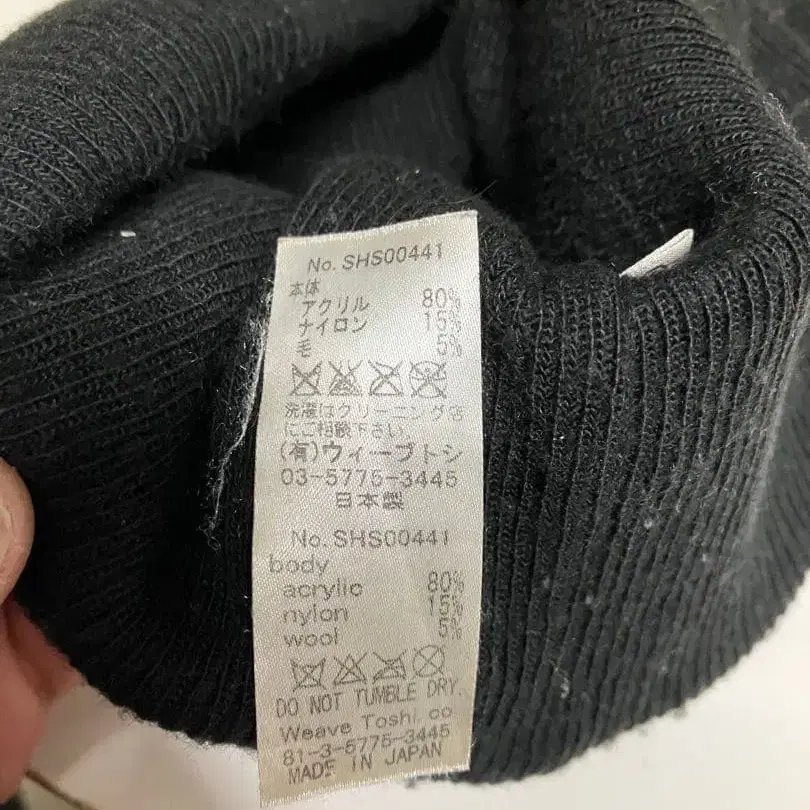 No. SHS00441
本体
アクリル 80%
ナイロン 15%
毛 5%
洗濯はクリーニング店
にご相談下さい。
(有)ウィーブトシ
03-5775-3445
日本製
No. SHS00441
body
acrylic 80%
nylon 15%
wool 5%
DO NOT TUMBLE DRY.
Weave Toshi. co
81-3-5775-3445
MADE IN JAPAN